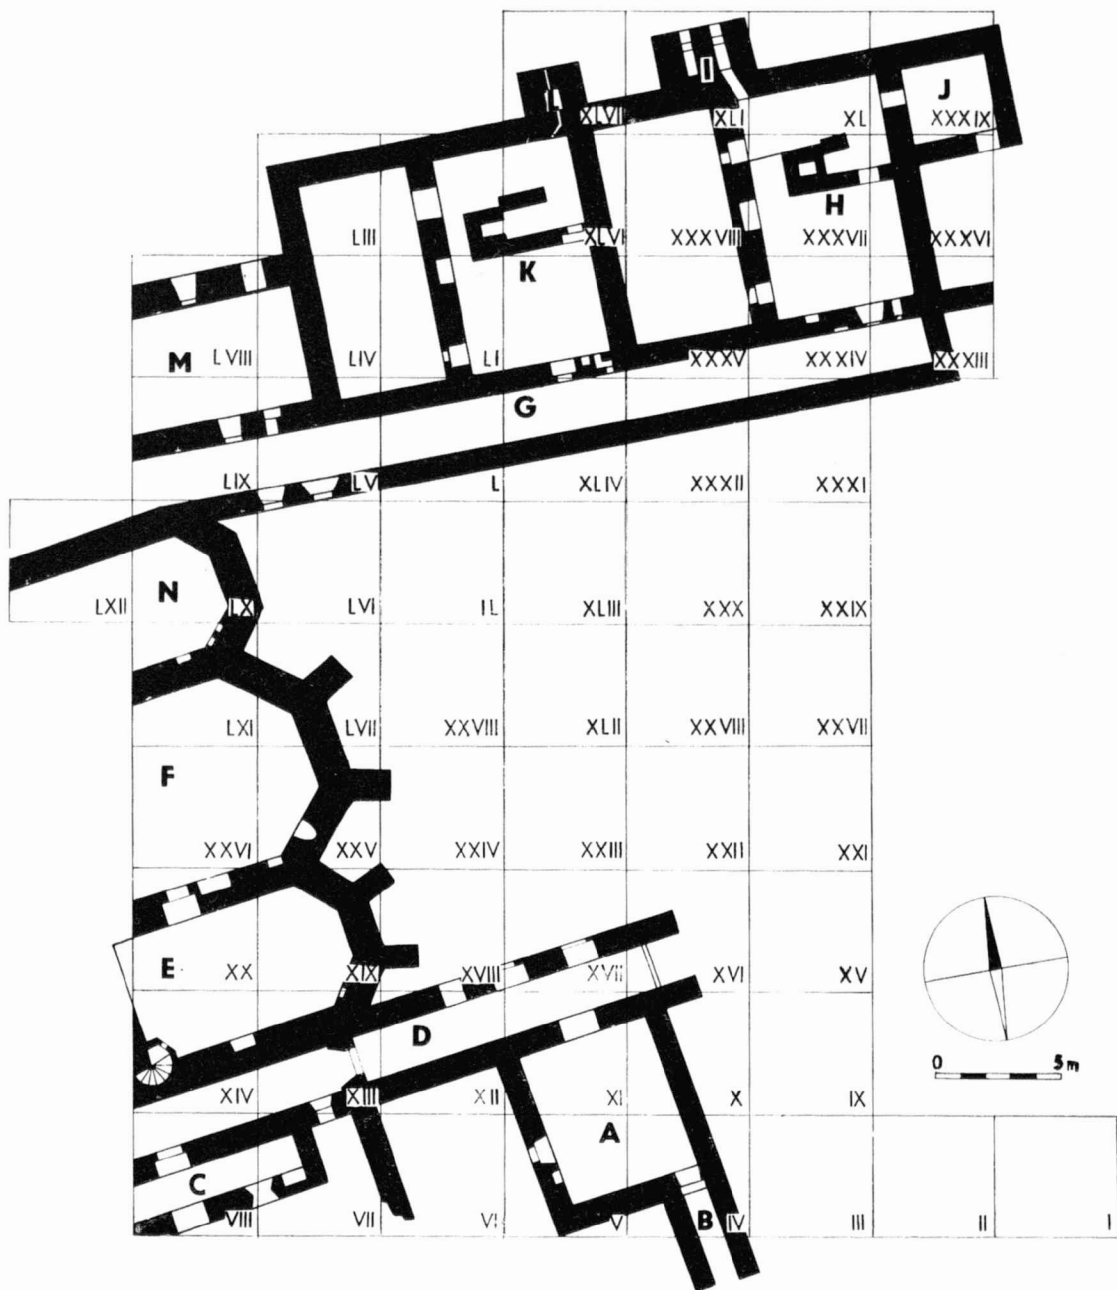 I J
L XLVII XLI XL XXXIX
H
LIII XLVI XXXVIII XXXVII XXXVI
K
M LVIII LIV LI XXXV XXXIV XXXIII
G
LIX LV L XLIV XXXII XXXI
N
LXII LX LVI IL XLIII XXX XXIX
LXI LVII XXVIII XLII XXVIII XXVII
F
XXVI XXV XXIV XXIII XXII XXI
E XX XIX XVIII XVII XVI XV
D
0 5m
XIV XIII XII XI X IX
A
C
VIII VII VI V B IV III II I